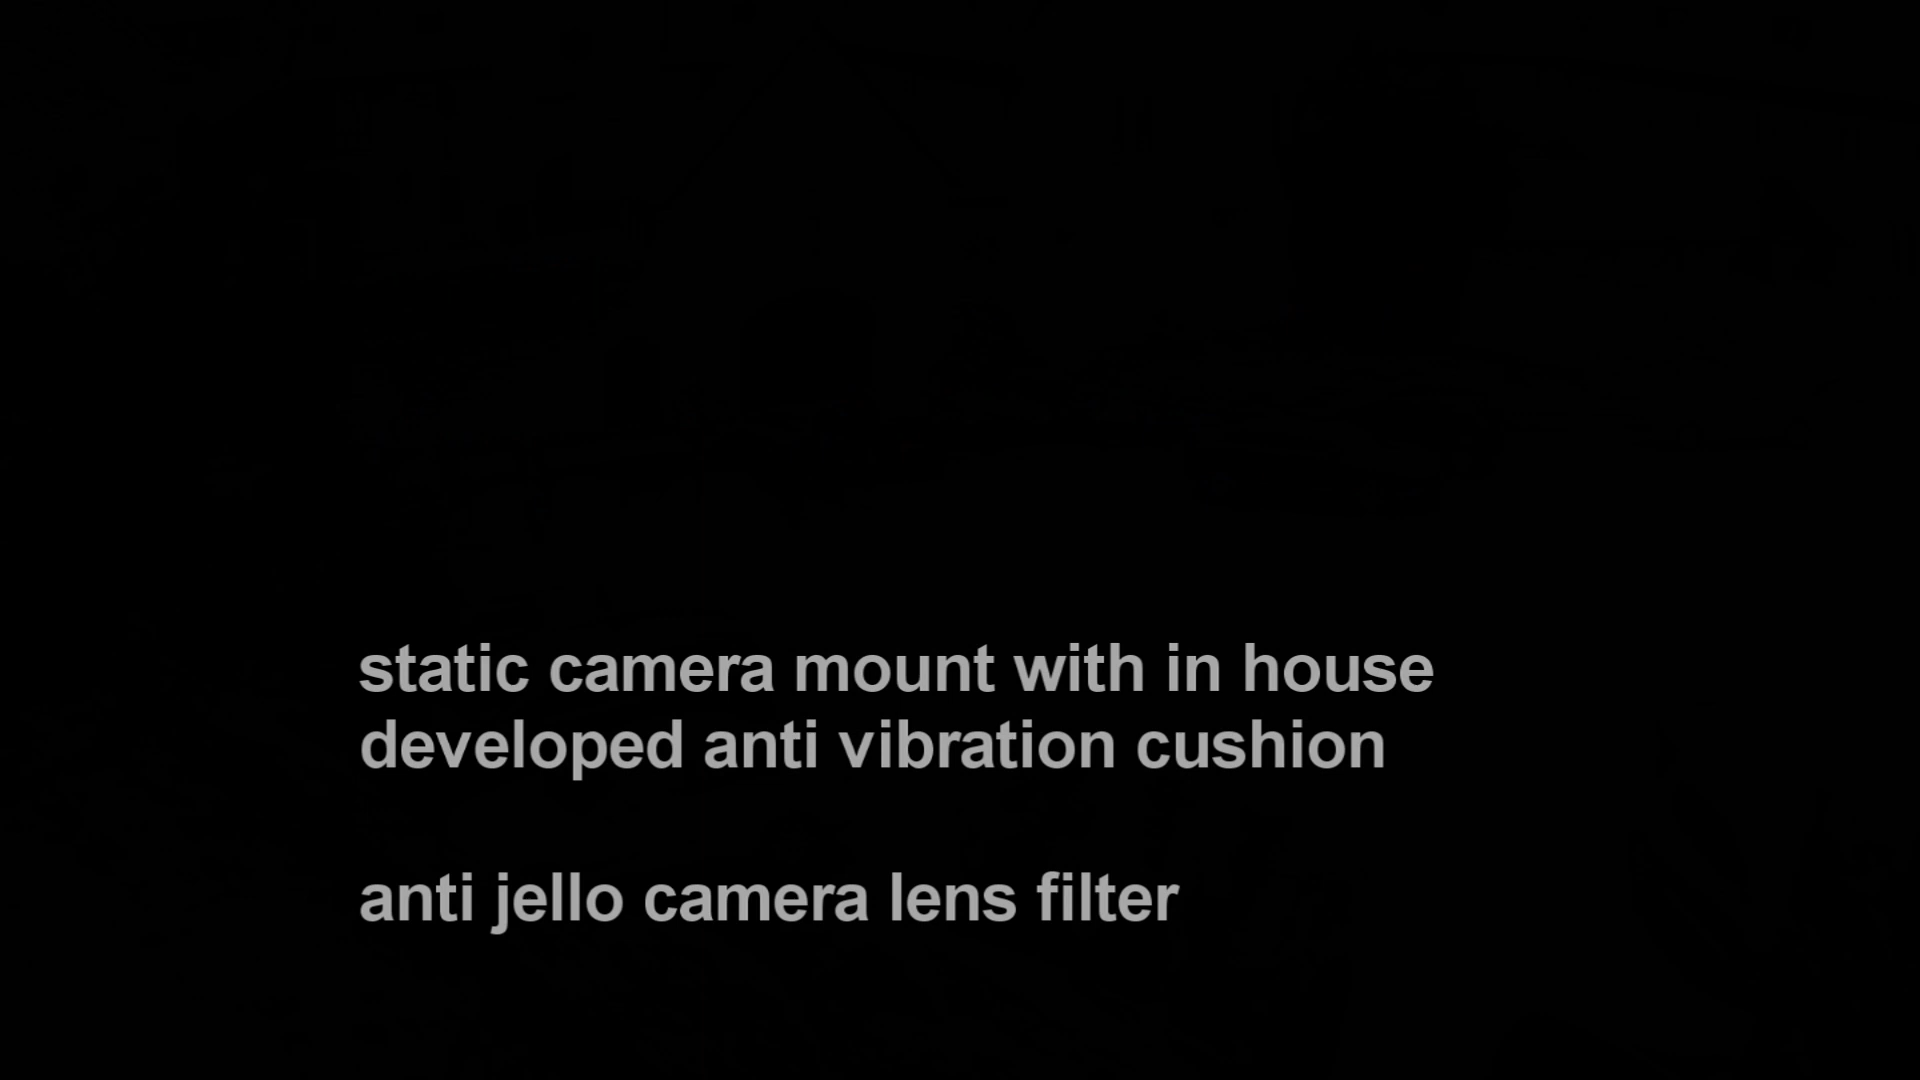 static camera mount with in house
developed anti vibration cushion
anti jello camera lens filter